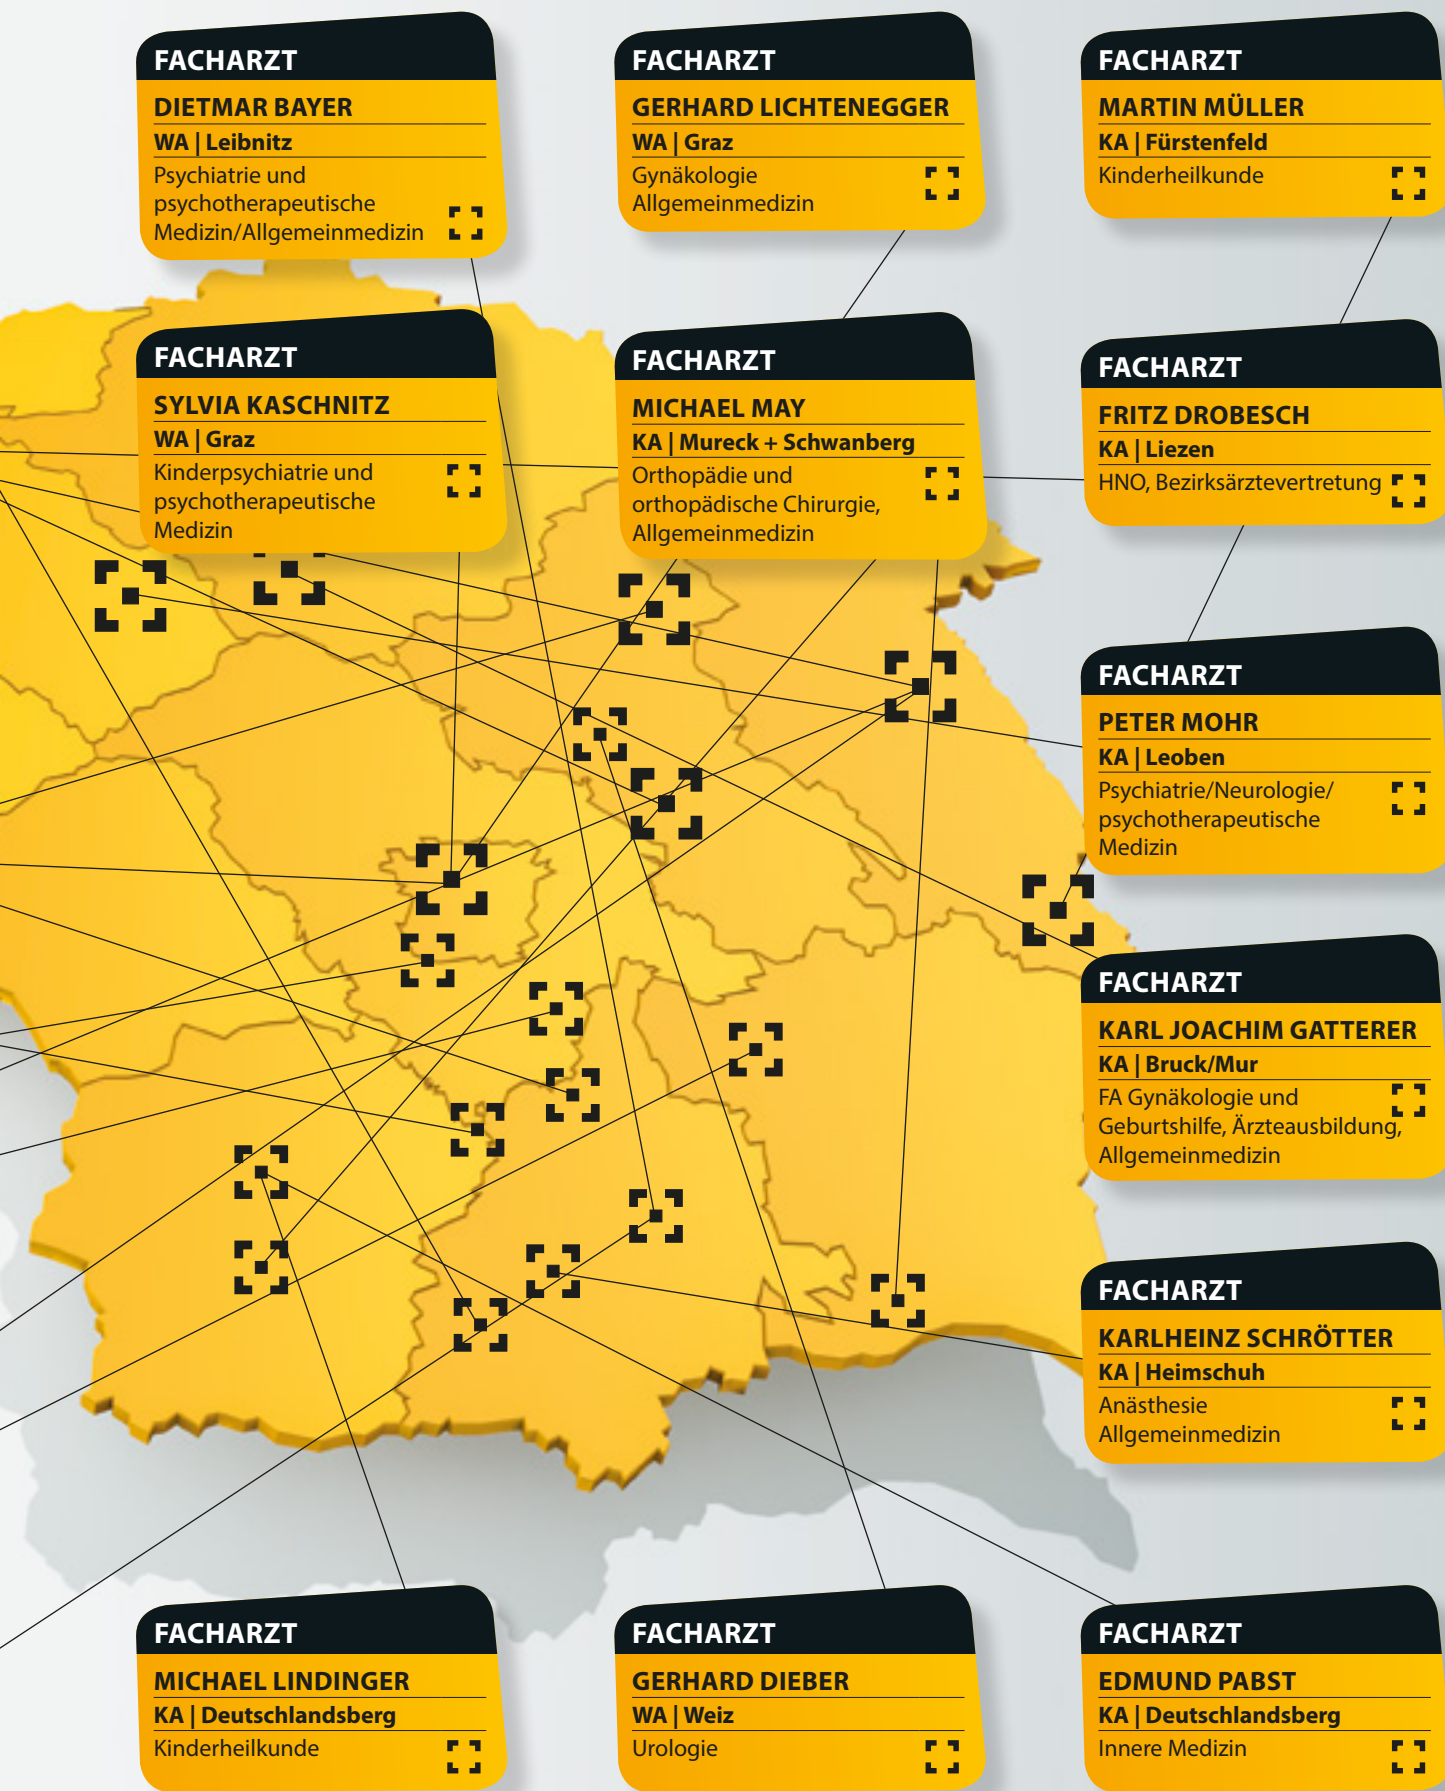 FACHARZT
DIETMAR BAYER
WA | Leibnitz
Psychiatrie und
psychotherapeutische
Medizin/Allgemeinmedizin
FACHARZT
GERHARD LICHTENEGGER
WA | Graz
Gynäkologie
Allgemeinmedizin
FACHARZT
MARTIN MÜLLER
KA | Fürstenfeld
Kinderheilkunde
FACHARZT
SYLVIA KASCHNITZ
WA | Graz
Kinderpsychiatrie und
psychotherapeutische
Medizin
FACHARZT
MICHAEL MAY
KA | Mureck + Schwanberg
Orthopädie und
orthopädische Chirurgie,
Allgemeinmedizin
FACHARZT
FRITZ DROBESCH
KA | Liezen
HNO, Bezirksärztevertretung
FACHARZT
PETER MOHR
KA | Leoben
Psychiatrie/Neurologie/
psychotherapeutische
Medizin
FACHARZT
KARL JOACHIM GATTERER
KA | Bruck/Mur
FA Gynäkologie und
Geburtshilfe, Ärzteausbildung,
Allgemeinmedizin
FACHARZT
KARLHEINZ SCHRÖTTER
KA | Heimschuh
Anästhesie
Allgemeinmedizin
FACHARZT
MICHAEL LINDINGER
KA | Deutschlandsberg
Kinderheilkunde
FACHARZT
GERHARD DIEBER
WA | Weiz
Urologie
FACHARZT
EDMUND PABST
KA | Deutschlandsberg
Innere Medizin